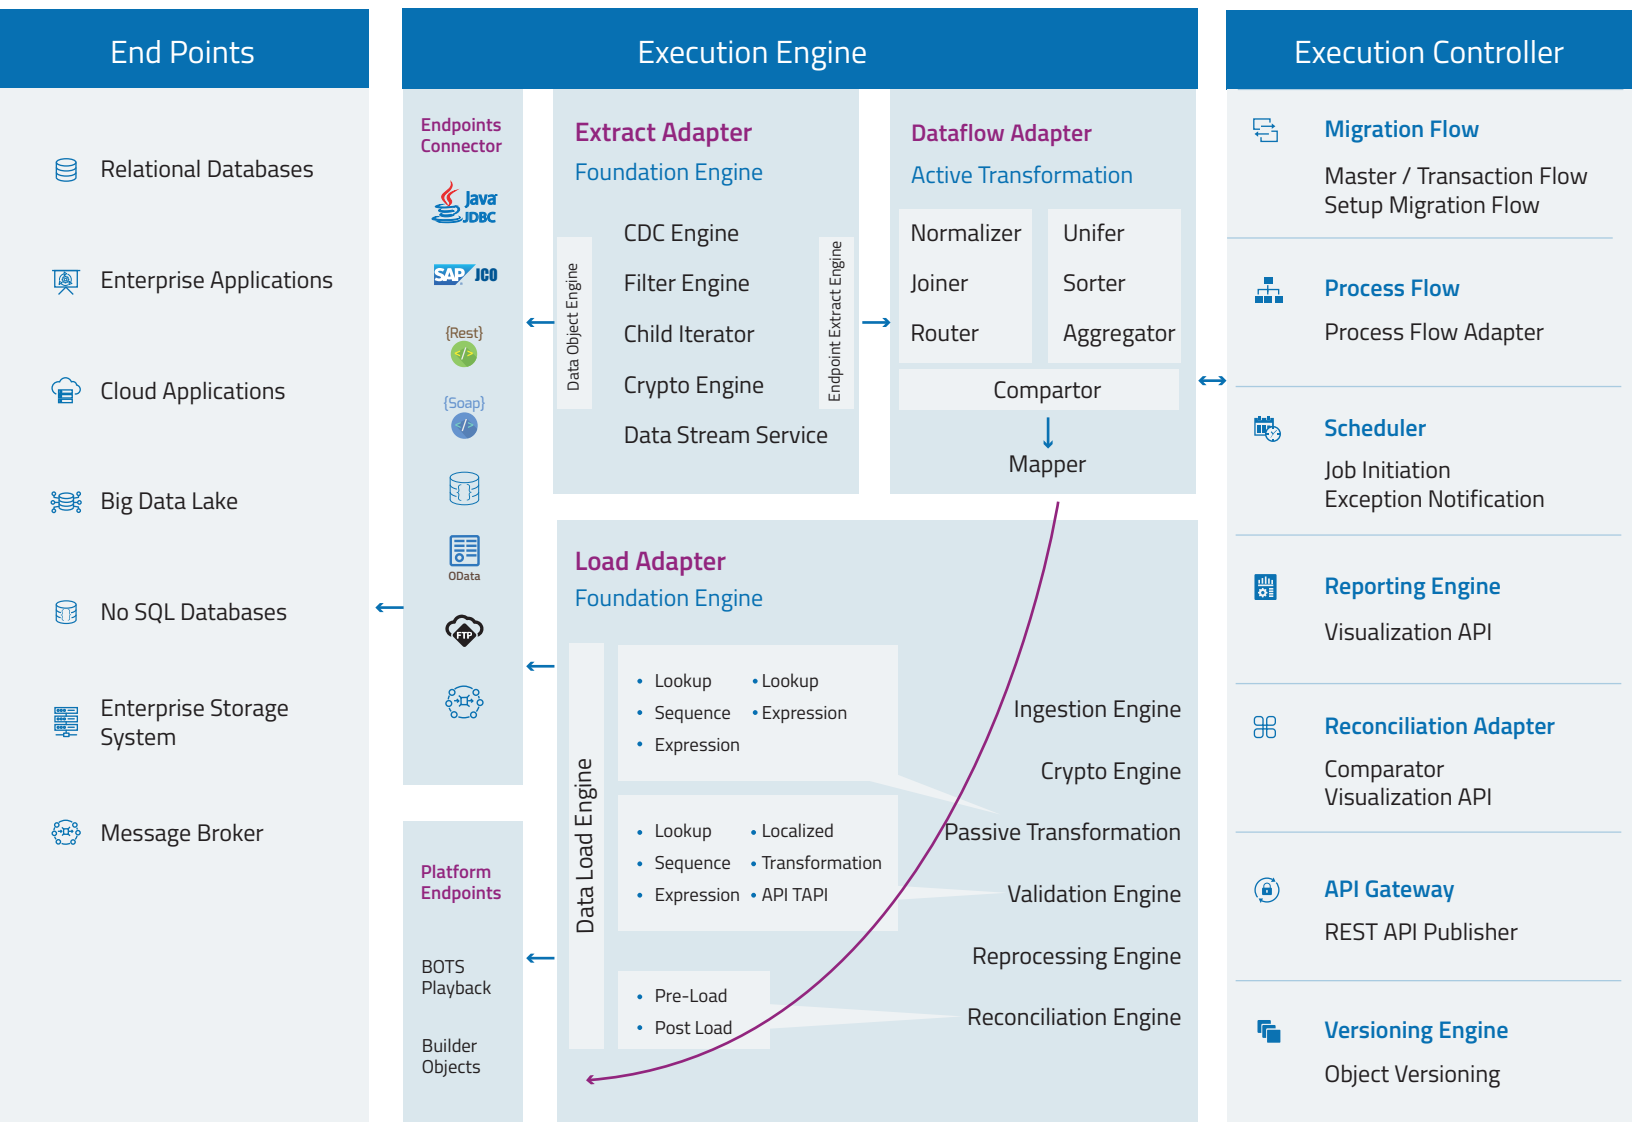 End Points
Relational Databases
Enterprise Applications
Cloud Applications
Big Data Lake
No SQL Databases
Enterprise Storage
System
Message Broker
Execution Engine
Endpoints
Connector
Java
JDBC
SAP JCO
{Rest}
</>
{Soap}
</>
{ }
OData
FTP
Platform
Endpoints
BOTS
Playback
Builder
Objects
Extract Adapter
Foundation Engine
Data Object Engine
CDC Engine
Filter Engine
Child Iterator
Crypto Engine
Data Stream Service
Endpoint Extract Engine
Dataflow Adapter
Active Transformation
Normalizer
Joiner
Router
Unifer
Sorter
Aggregator
Compartor
Mapper
Load Adapter
Foundation Engine
Data Load Engine
• Lookup
• Sequence
• Expression
• Lookup
• Expression
• Lookup
• Sequence
• Expression
• Localized
• Transformation
• API TAPI
• Pre-Load
• Post Load
Ingestion Engine
Crypto Engine
Passive Transformation
Validation Engine
Reprocessing Engine
Reconciliation Engine
Execution Controller
Migration Flow
Master / Transaction Flow
Setup Migration Flow
Process Flow
Process Flow Adapter
Scheduler
Job Initiation
Exception Notification
Reporting Engine
Visualization API
Reconciliation Adapter
Comparator
Visualization API
API Gateway
REST API Publisher
Versioning Engine
Object Versioning